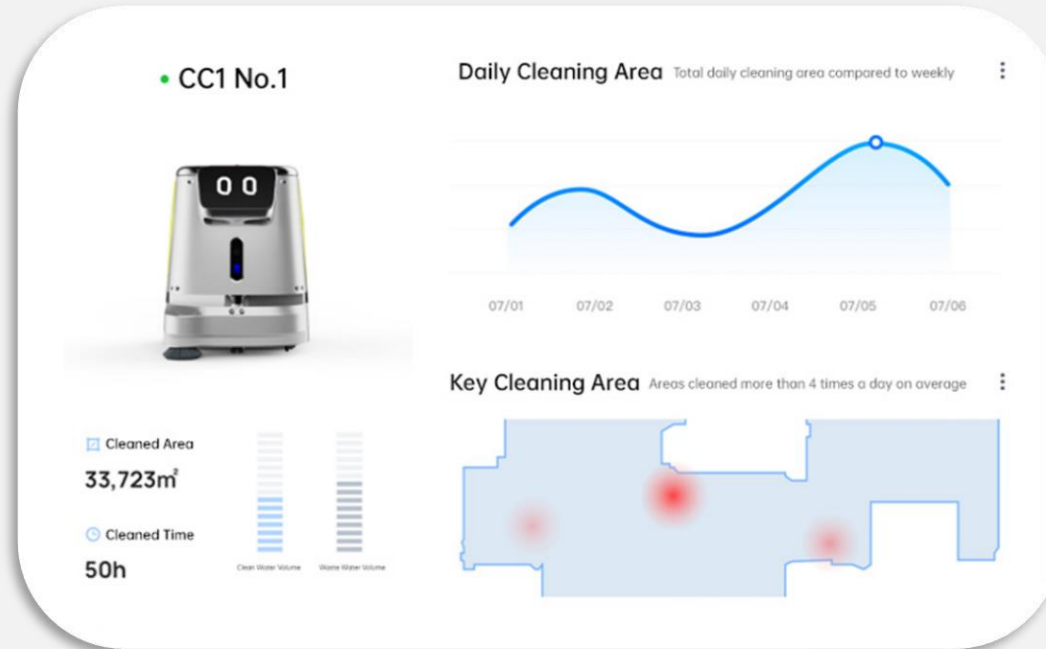 CC1 No.1
Daily Cleaning Area Total daily cleaning area compared to weekly
07/01 07/02 07/03 07/04 07/05 07/06
Key Cleaning Area Areas cleaned more than 4 times a day on average
Cleaned Area
33,723m²
Cleaned Time
50h
Clean Water Volume Waste Water Volume